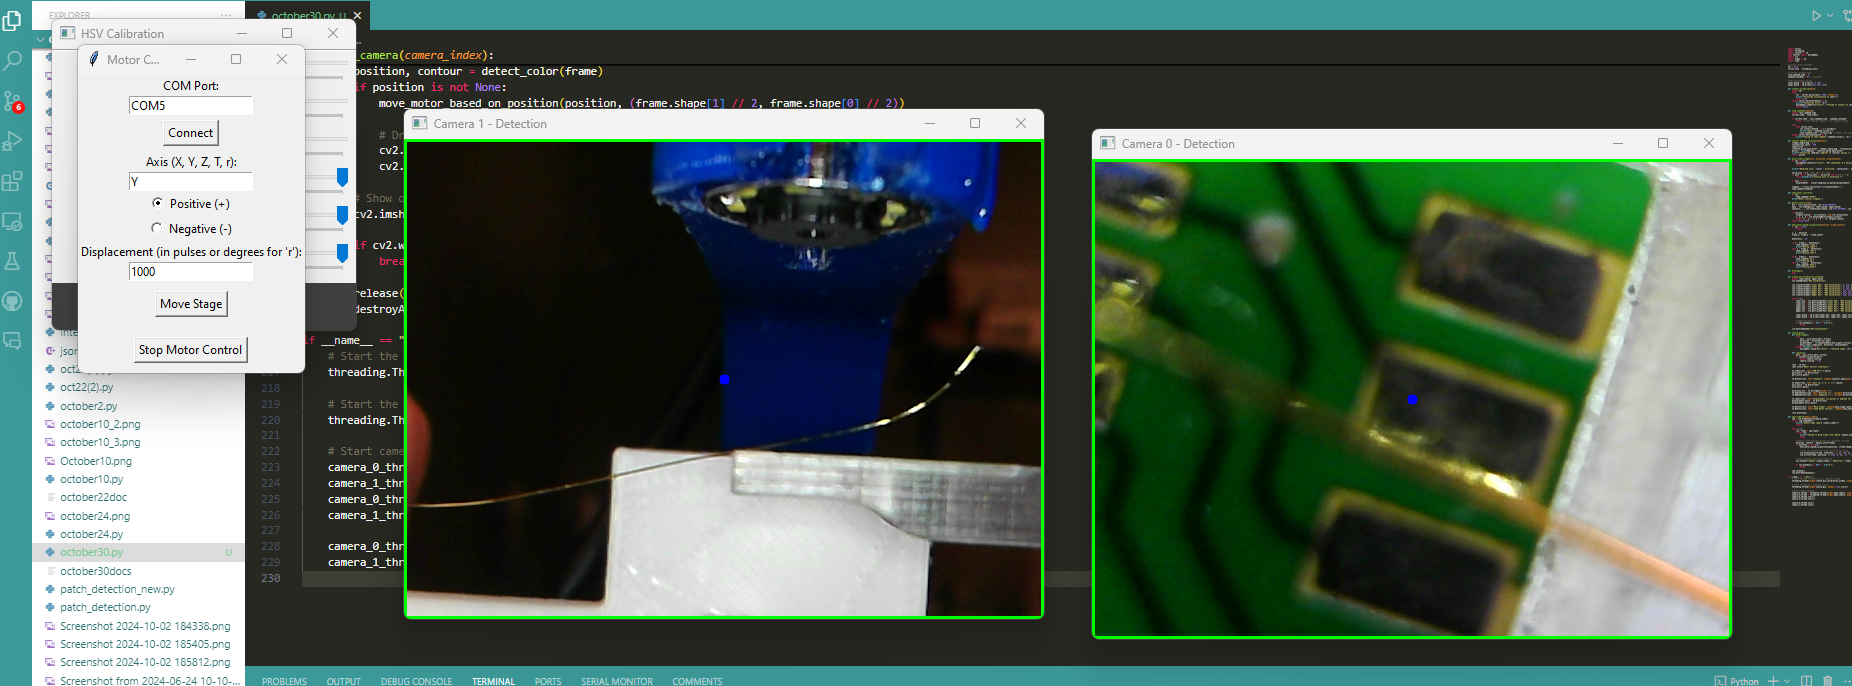 EXPLORER
october30.py U
HSV Calibration
Motor C...
COM Port:
COM5
Connect
Axis (X, Y, Z, T, r):
Y
Positive (+)
Negative (-)
Displacement (in pulses or degrees for 'r'):
1000
Move Stage
Stop Motor Control
6
_camera(camera_index):
position, contour = detect_color(frame)
if position is not None:
move_motor_based_on_position(position, (frame.shape[1] // 2, frame.shape[0] // 2))
# Dr
cv2.
cv2.
# Show
cv2.imsh
if cv2.w
brea
release(
destroyA
if __name__ == "
# Start the
threading.Th
218
219 # Start the
220 threading.Th
221
222 # Start came
223 camera_0_thr
224 camera_1_thr
225 camera_0_thr
226 camera_1_thr
227
228 camera_0_thr
229 camera_1_thr
230
Camera 1 - Detection
Camera 0 - Detection
json
oct22(2).py
october2.py
october10_2.png
october10_3.png
October10.png
october10.py
october22doc
october24.png
october24.py
october30.py U
october30docs
patch_detection_new.py
patch_detection.py
Screenshot 2024-10-02 184338.png
Screenshot 2024-10-02 185405.png
Screenshot 2024-10-02 185812.png
Screenshot from 2024-06-24 10-10-...
PROBLEMS OUTPUT DEBUG CONSOLE TERMINAL PORTS SERIAL MONITOR COMMENTS
Python